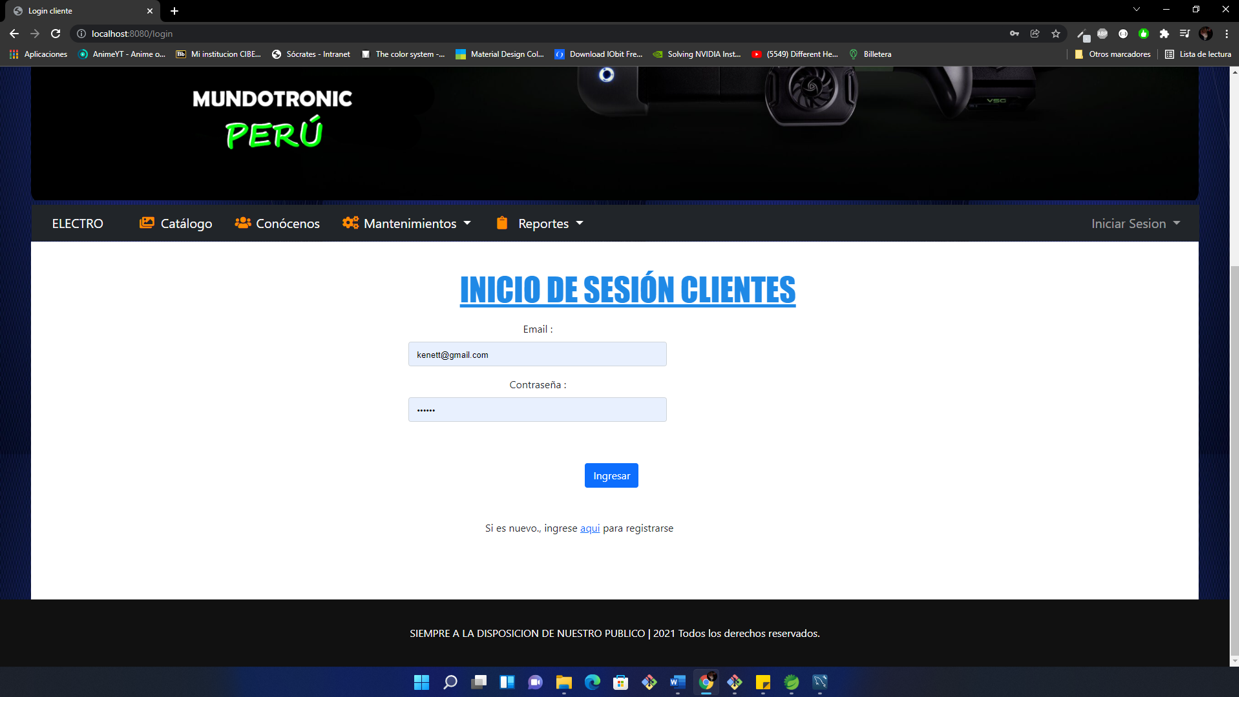 Login cliente
localhost:8080/login
Aplicaciones AnimeYT - Anime o... Mi institucion CIBE... Sócrates - Intranet The color system -... Material Design Col... Download IObit Fre... Solving NVIDIA Inst... (5549) Different He... Billetera Otros marcadores Lista de lectura
MUNDOTRONIC
PERÚ
VSG
ELECTRO Catálogo Conócenos Mantenimientos Reportes Iniciar Sesion
INICIO DE SESIÓN CLIENTES
Email :
kenett@gmail.com
Contraseña :
••••••
Ingresar
Si es nuevo., ingrese aqui para registrarse
SIEMPRE A LA DISPOSICION DE NUESTRO PUBLICO | 2021 Todos los derechos reservados.